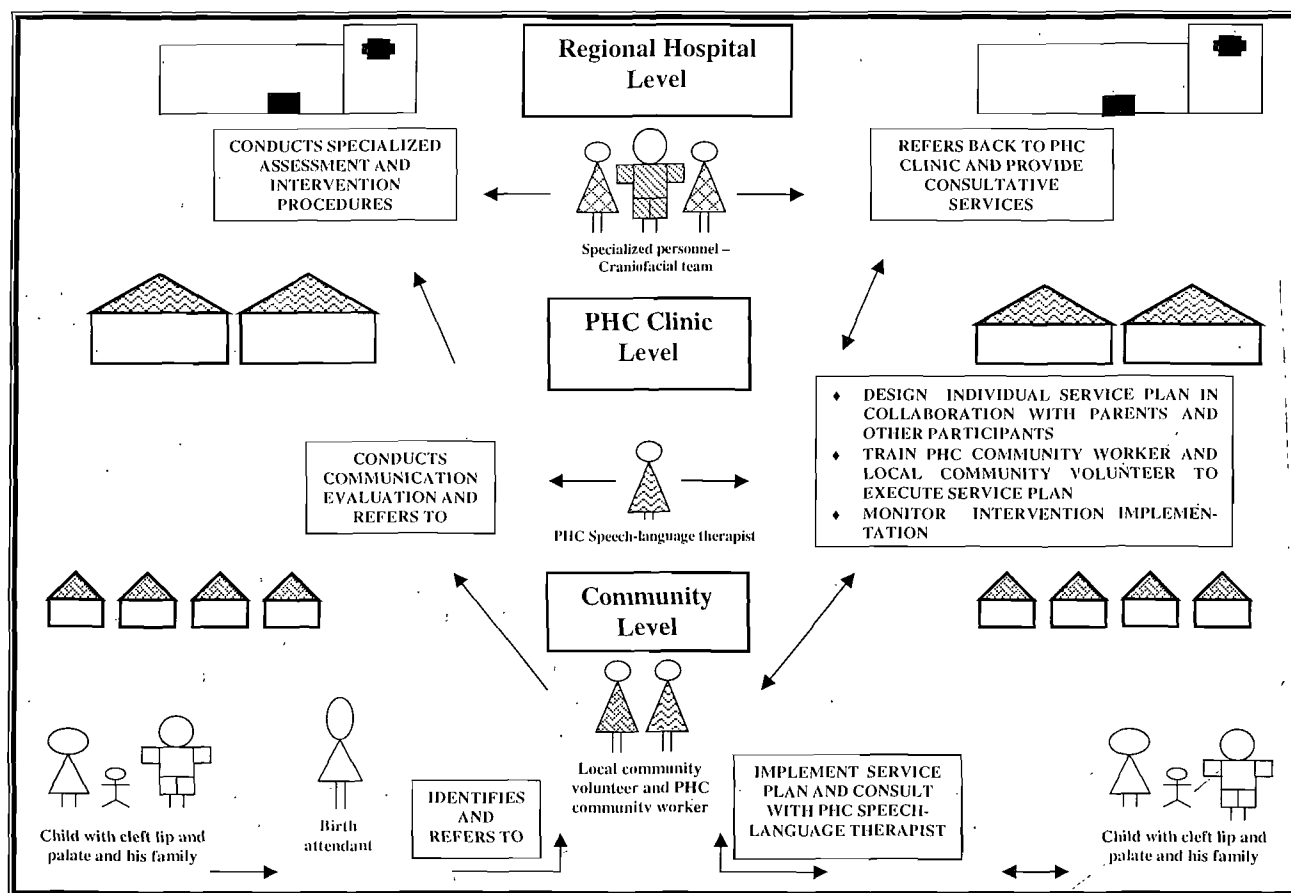 Regional Hospital
Level
CONDUCTS SPECIALIZED
ASSESSMENT AND
INTERVENTION
PROCEDURES
REFERS BACK TO PHC
CLINIC AND PROVIDE
CONSULTATIVE
SERVICES
Specialized personnel –
Craniofacial team
PHC Clinic
Level
CONDUCTS
COMMUNICATION
EVALUATION AND
REFERS TO
PHC Speech-language therapist
♦ DESIGN INDIVIDUAL SERVICE PLAN IN
COLLABORATION WITH PARENTS AND
OTHER PARTICIPANTS
♦ TRAIN PHC COMMUNITY WORKER AND
LOCAL COMMUNITY VOLUNTEER TO
EXECUTE SERVICE PLAN
♦ MONITOR INTERVENTION IMPLEMEN-
TATION
Community
Level
Child with cleft lip and
palate and his family
Birth
attendant
IDENTIFIES
AND
REFERS TO
Local community
volunteer and PHC
community worker
IMPLEMENT SERVICE
PLAN AND CONSULT
WITH PHC SPEECH-
LANGUAGE THERAPIST
Child with cleft lip and
palate and his family